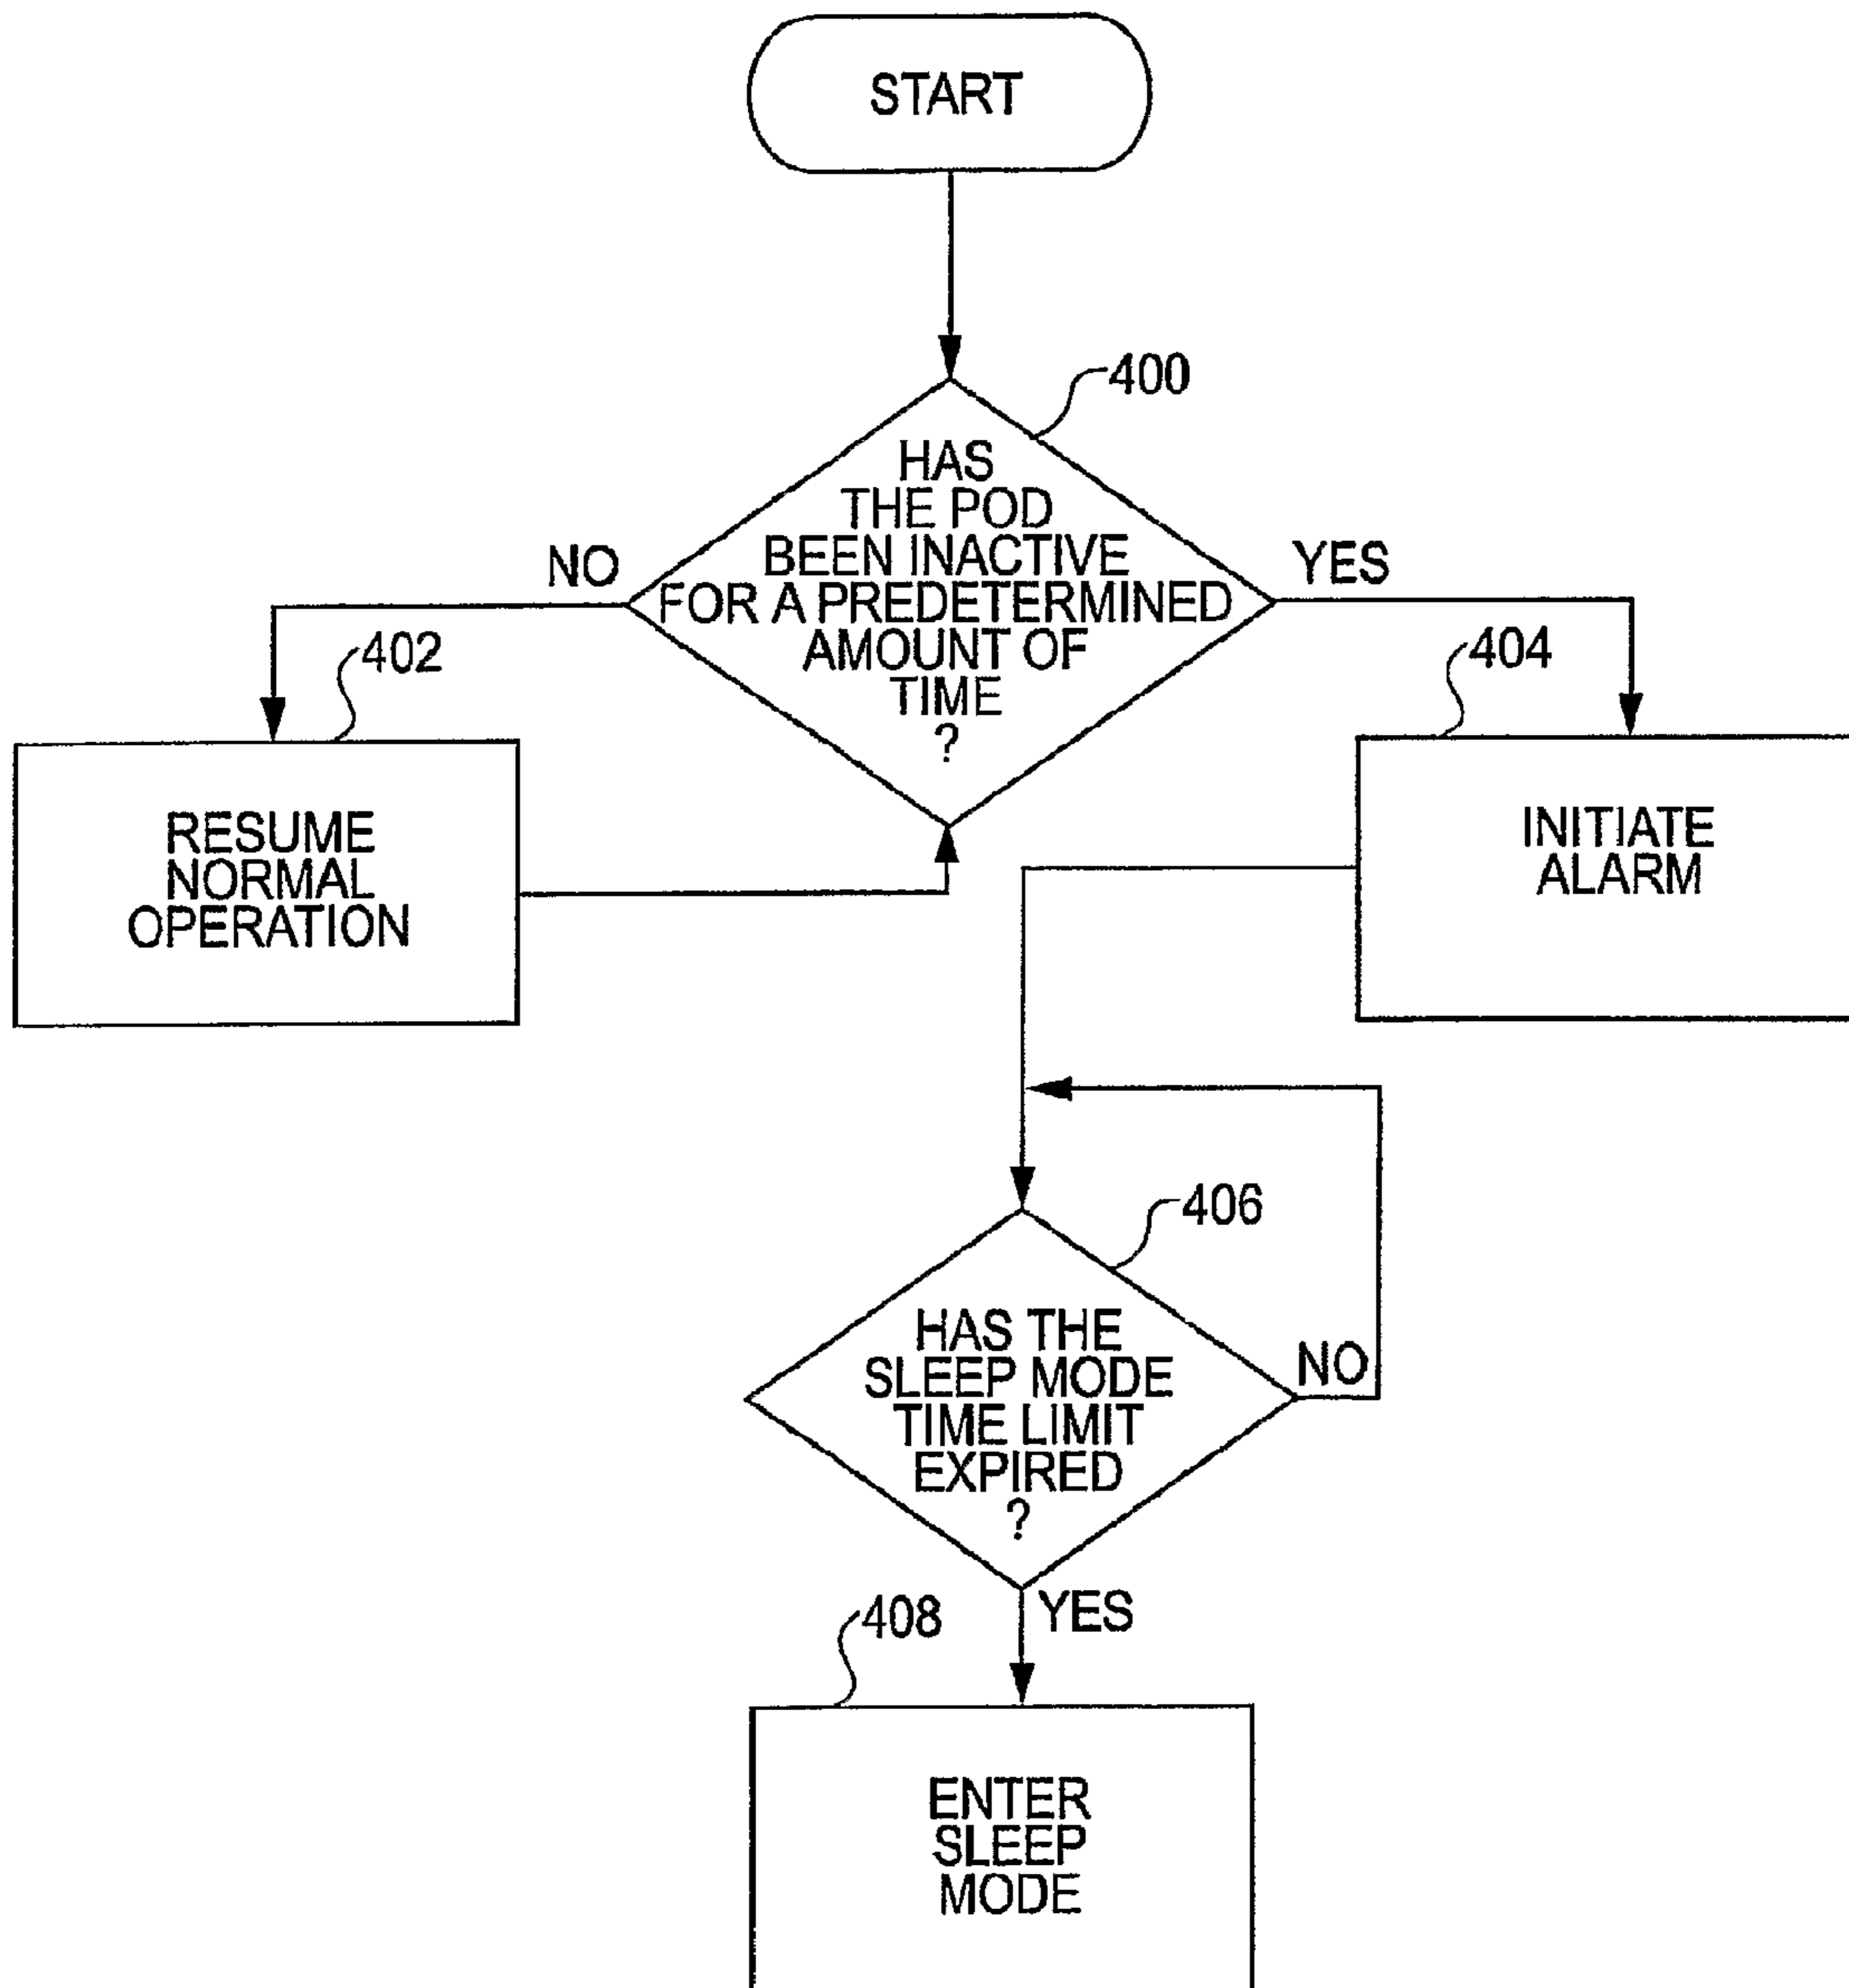 START
400
HAS
THE POD
BEEN INACTIVE
FOR A PREDETERMINED
AMOUNT OF
TIME
?
NO
YES
402
404
RESUME
NORMAL
OPERATION
INITIATE
ALARM
406
HAS THE
SLEEP MODE
TIME LIMIT
EXPIRED
?
NO
YES
408
ENTER
SLEEP
MODE